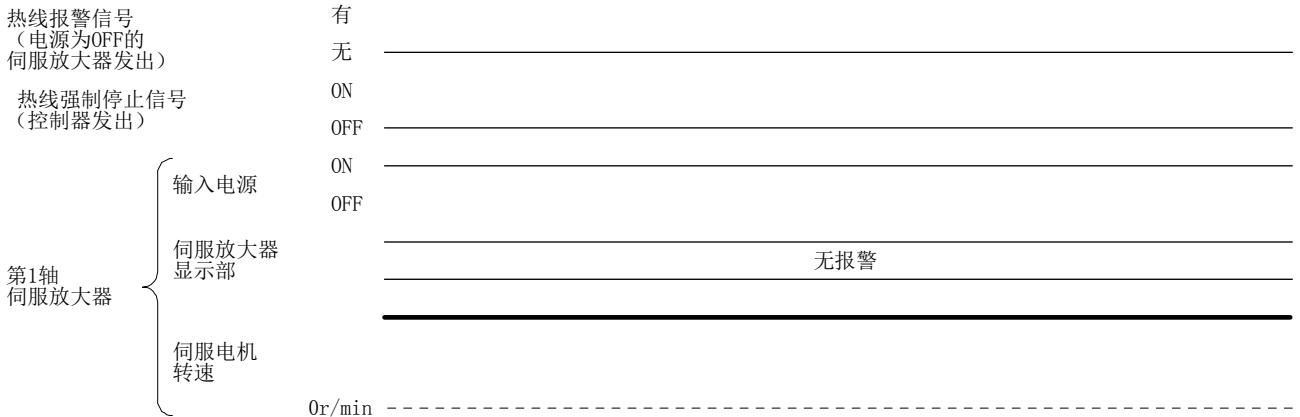 热线报警信号
（电源为OFF的
伺服放大器发出）
有
无
热线强制停止信号
（控制器发出）
ON
OFF
第1轴
伺服放大器
输入电源
ON
OFF
伺服放大器
显示部
无报警
伺服电机
转速
0r/min